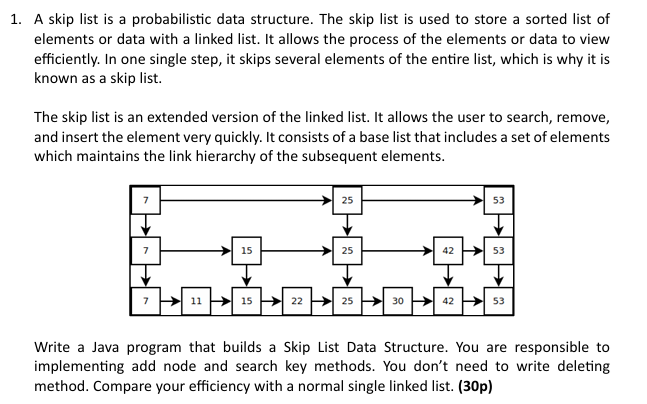 1. A skip list is a probabilistic data structure. The skip list is used to store a sorted list of
elements or data with a linked list. It allows the process of the elements or data to view
efficiently. In one single step, it skips several elements of the entire list, which is why it is
known as a skip list.
The skip list is an extended version of the linked list. It allows the user to search, remove,
and insert the element very quickly. It consists of a base list that includes a set of elements
which maintains the link hierarchy of the subsequent elements.
7 25 53
7 15 25 42 53
7 11 15 22 25 30 42 53
Write a Java program that builds a Skip List Data Structure. You are responsible to
implementing add node and search key methods. You don't need to write deleting
method. Compare your efficiency with a normal single linked list. (30p)